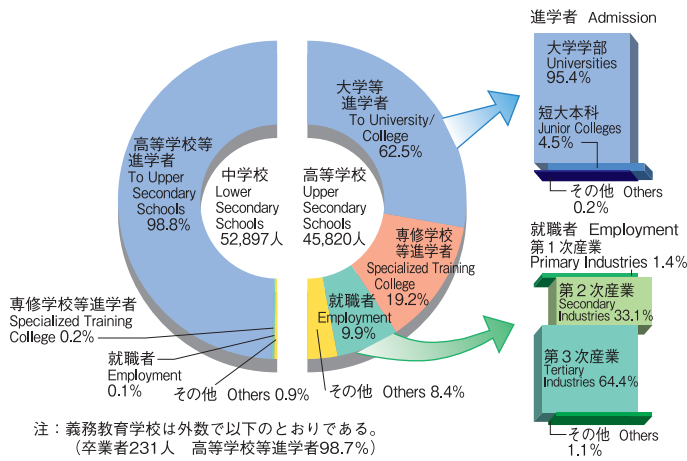 進学者 Admission
大学学部
Universities
95.4%
短大本科
Junior Colleges
4.5%
その他 Others
0.2%
大学等
進学者
To University/
College
62.5%
高等学校等
進学者
To Upper
Secondary
Schools
98.8%
中学校
Lower
Secondary
Schools
52,897人
高等学校
Upper
Secondary
Schools
45,820人
専修学校
等進学者
Specialized Training
College
19.2%
就職者
Employment
9.9%
その他 Others 8.4%
専修学校等進学者
Specialized Training
College 0.2%
就職者
Employment
0.1%
その他 Others 0.9%
就職者 Employment
第1次産業
Primary Industries 1.4%
第2次産業
Secondary
Industries 33.1%
第3次産業
Tertiary
Industries 64.4%
その他 Others
1.1%
注：義務教育学校は外数で以下のとおりである。
（卒業者231人 高等学校等進学者98.7%）